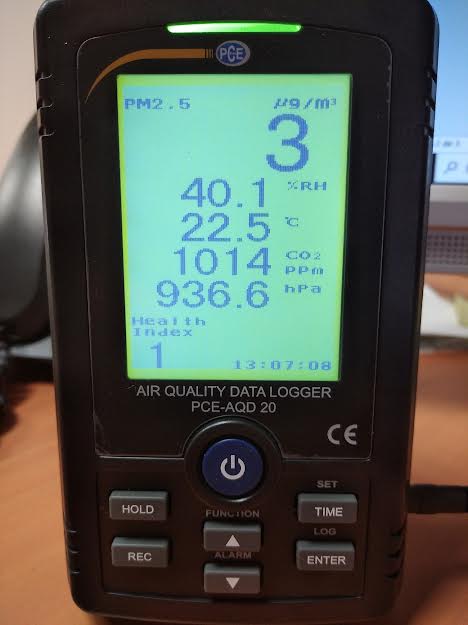 PCE
PM2.5 µg/m³
3
40.1 %RH
22.5 °C
1014 CO₂ PPm
936.6 hPa
Health
Index
1 13:07:08
AIR QUALITY DATA LOGGER
PCE-AQD 20
CE
SET
HOLD FUNCTION TIME
LOG
REC ALARM ENTER